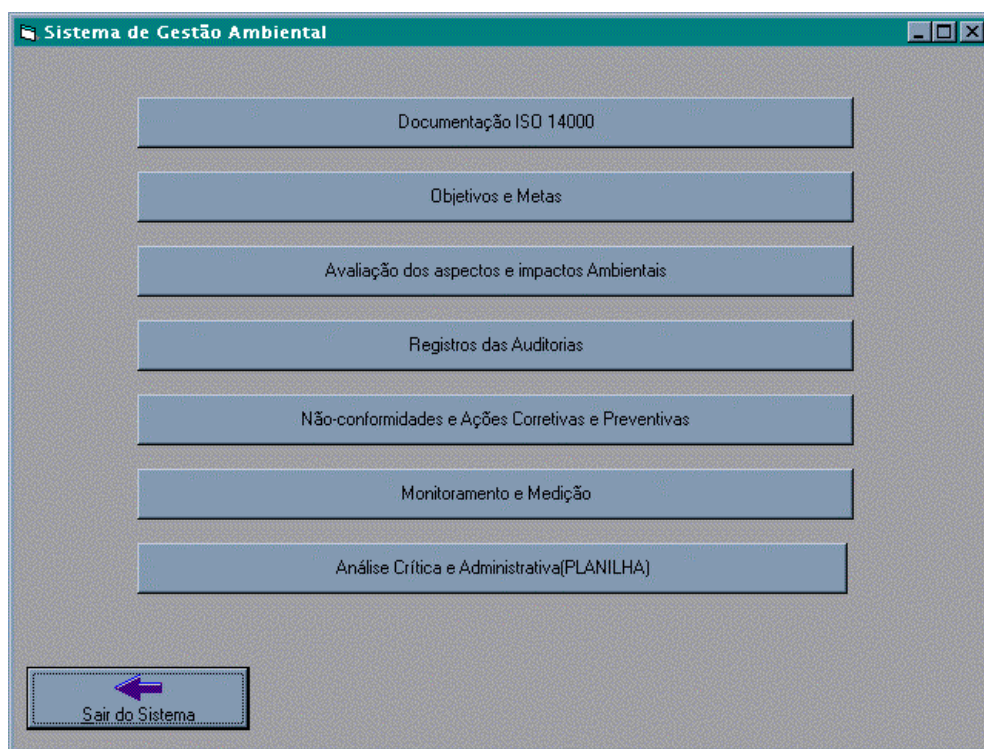 Sistema de Gestão Ambiental
Documentação ISO 14000
Objetivos e Metas
Avaliação dos aspectos e impactos Ambientais
Registros das Auditorias
Não-conformidades e Ações Corretivas e Preventivas
Monitoramento e Medição
Análise Crítica e Administrativa(PLANILHA)
Sair do Sistema